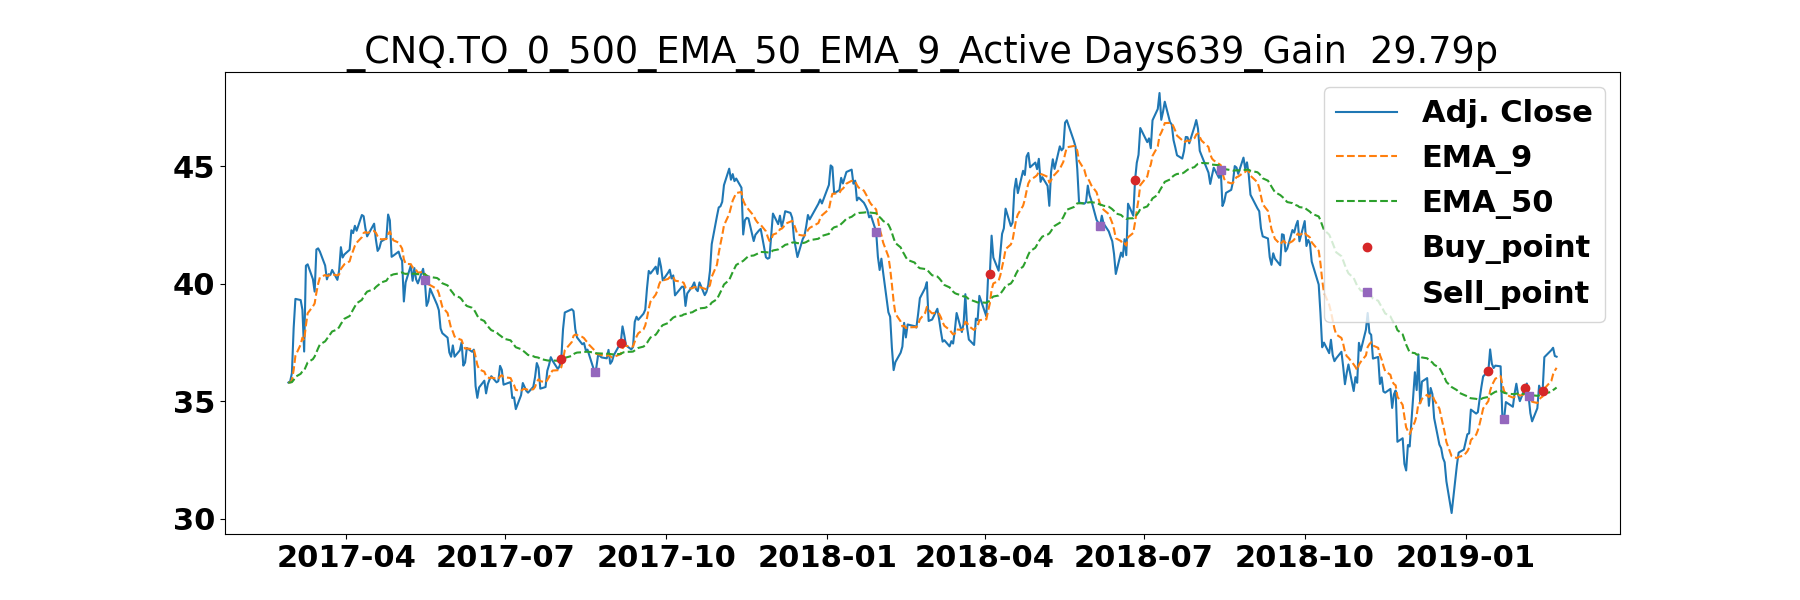 _CNQ.TO_0_500_EMA_50_EMA_9_Active Days639_Gain  29.79p
Adj. Close
EMA_9
EMA_50
Buy_point
Sell_point
45
40
35
30
2017-04 2017-07 2017-10 2018-01 2018-04 2018-07 2018-10 2019-01